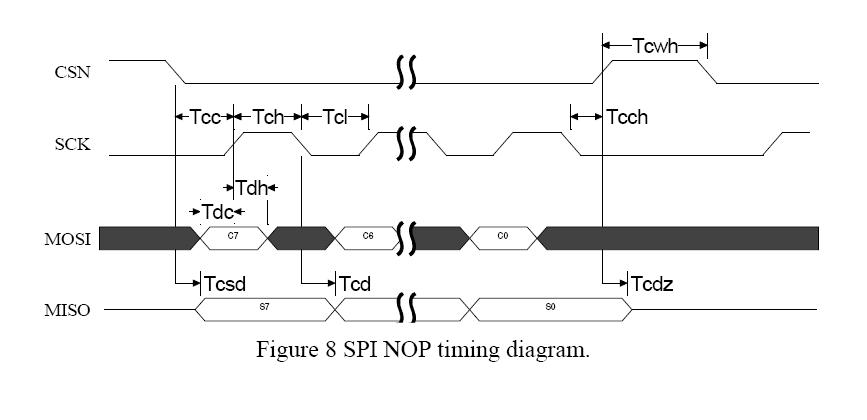 Tcwh
CSN
Tcc Tch Tcl Tcch
SCK
Tdh
Tdc
MOSI C7 C6 C0
Tcsd Tcd Tcdz
MISO S7 S0
Figure 8 SPI NOP timing diagram.